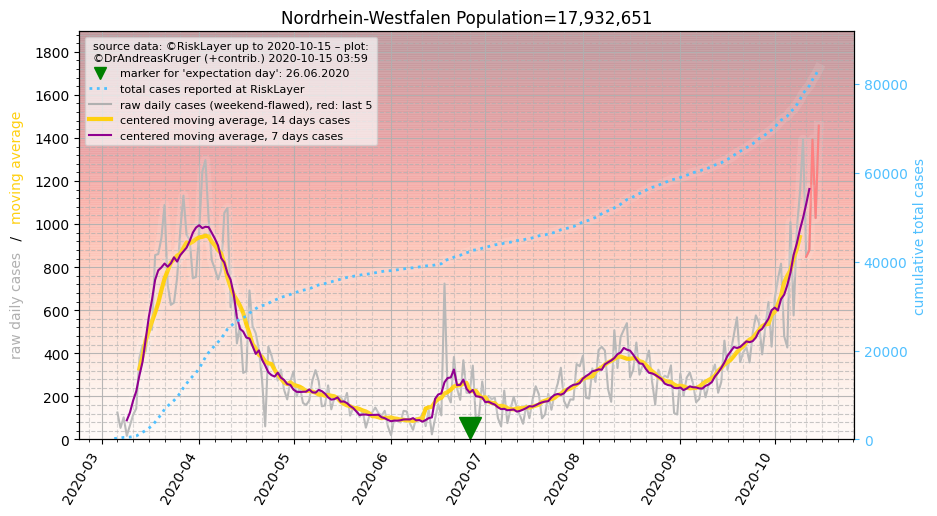 Nordrhein-Westfalen Population=17,932,651
source data: ©RiskLayer up to 2020-10-15 – plot:
©DrAndreasKruger (+contrib.) 2020-10-15 03:59
marker for 'expectation day': 26.06.2020
total cases reported at RiskLayer
raw daily cases (weekend-flawed), red: last 5
centered moving average, 14 days cases
centered moving average, 7 days cases
raw daily cases / moving average
1800
1600
1400
1200
1000
800
600
400
200
0
cumulative total cases
80000
60000
40000
20000
0
2020-03
2020-04
2020-05
2020-06
2020-07
2020-08
2020-09
2020-10